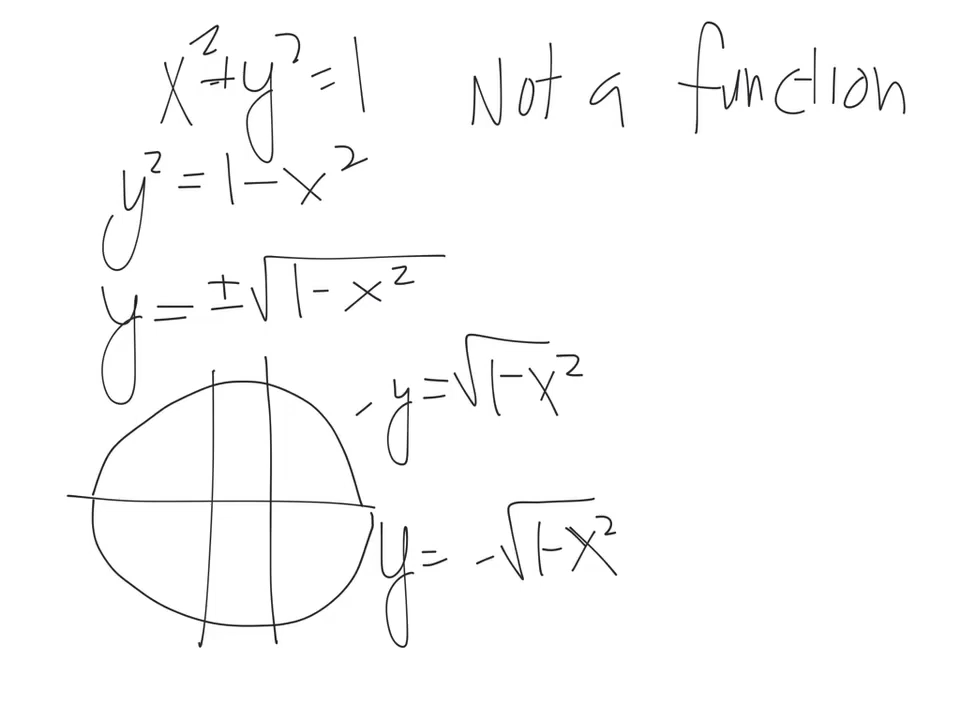 x²+y²=1 Not a function
y²=1-x²
y=±√1-x²
y=√1-x²
y=-√1-x²